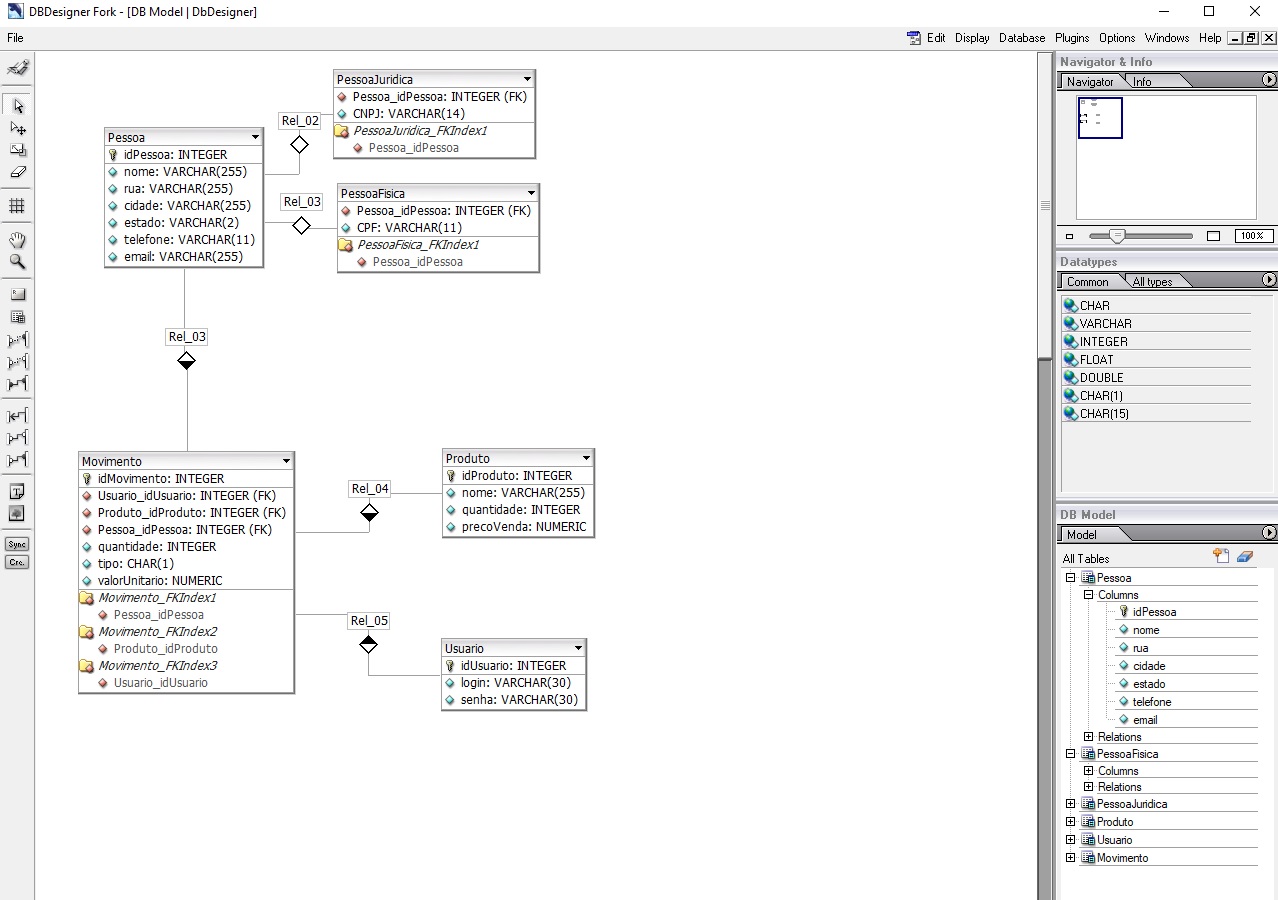 DBDesigner Fork - [DB Model | DbDesigner]
File
Edit Display Database Plugins Options Windows Help
PessoaJuridica
Pessoa_idPessoa: INTEGER (FK)
CNPJ: VARCHAR(14)
PessoaJuridica_FKIndex1
Pessoa_idPessoa
Rel_02
Pessoa
idPessoa: INTEGER
nome: VARCHAR(255)
rua: VARCHAR(255)
cidade: VARCHAR(255)
estado: VARCHAR(2)
telefone: VARCHAR(11)
email: VARCHAR(255)
Rel_03
PessoaFisica
Pessoa_idPessoa: INTEGER (FK)
CPF: VARCHAR(11)
PessoaFisica_FKIndex1
Pessoa_idPessoa
Rel_03
Movimento
idMovimento: INTEGER
Usuario_idUsuario: INTEGER (FK)
Produto_idProduto: INTEGER (FK)
Pessoa_idPessoa: INTEGER (FK)
quantidade: INTEGER
tipo: CHAR(1)
valorUnitario: NUMERIC
Movimento_FKIndex1
Pessoa_idPessoa
Movimento_FKIndex2
Produto_idProduto
Movimento_FKIndex3
Usuario_idUsuario
Rel_04
Produto
idProduto: INTEGER
nome: VARCHAR(255)
quantidade: INTEGER
precoVenda: NUMERIC
Rel_05
Usuario
idUsuario: INTEGER
login: VARCHAR(30)
senha: VARCHAR(30)
Sync
Crc.
Navigator & Info
Navigator Info
100%
Datatypes
Common All types
CHAR
VARCHAR
INTEGER
FLOAT
DOUBLE
CHAR(1)
CHAR(15)
DB Model
Model
All Tables
Pessoa
Columns
idPessoa
nome
rua
cidade
estado
telefone
email
Relations
PessoaFisica
Columns
Relations
PessoaJuridica
Produto
Usuario
Movimento